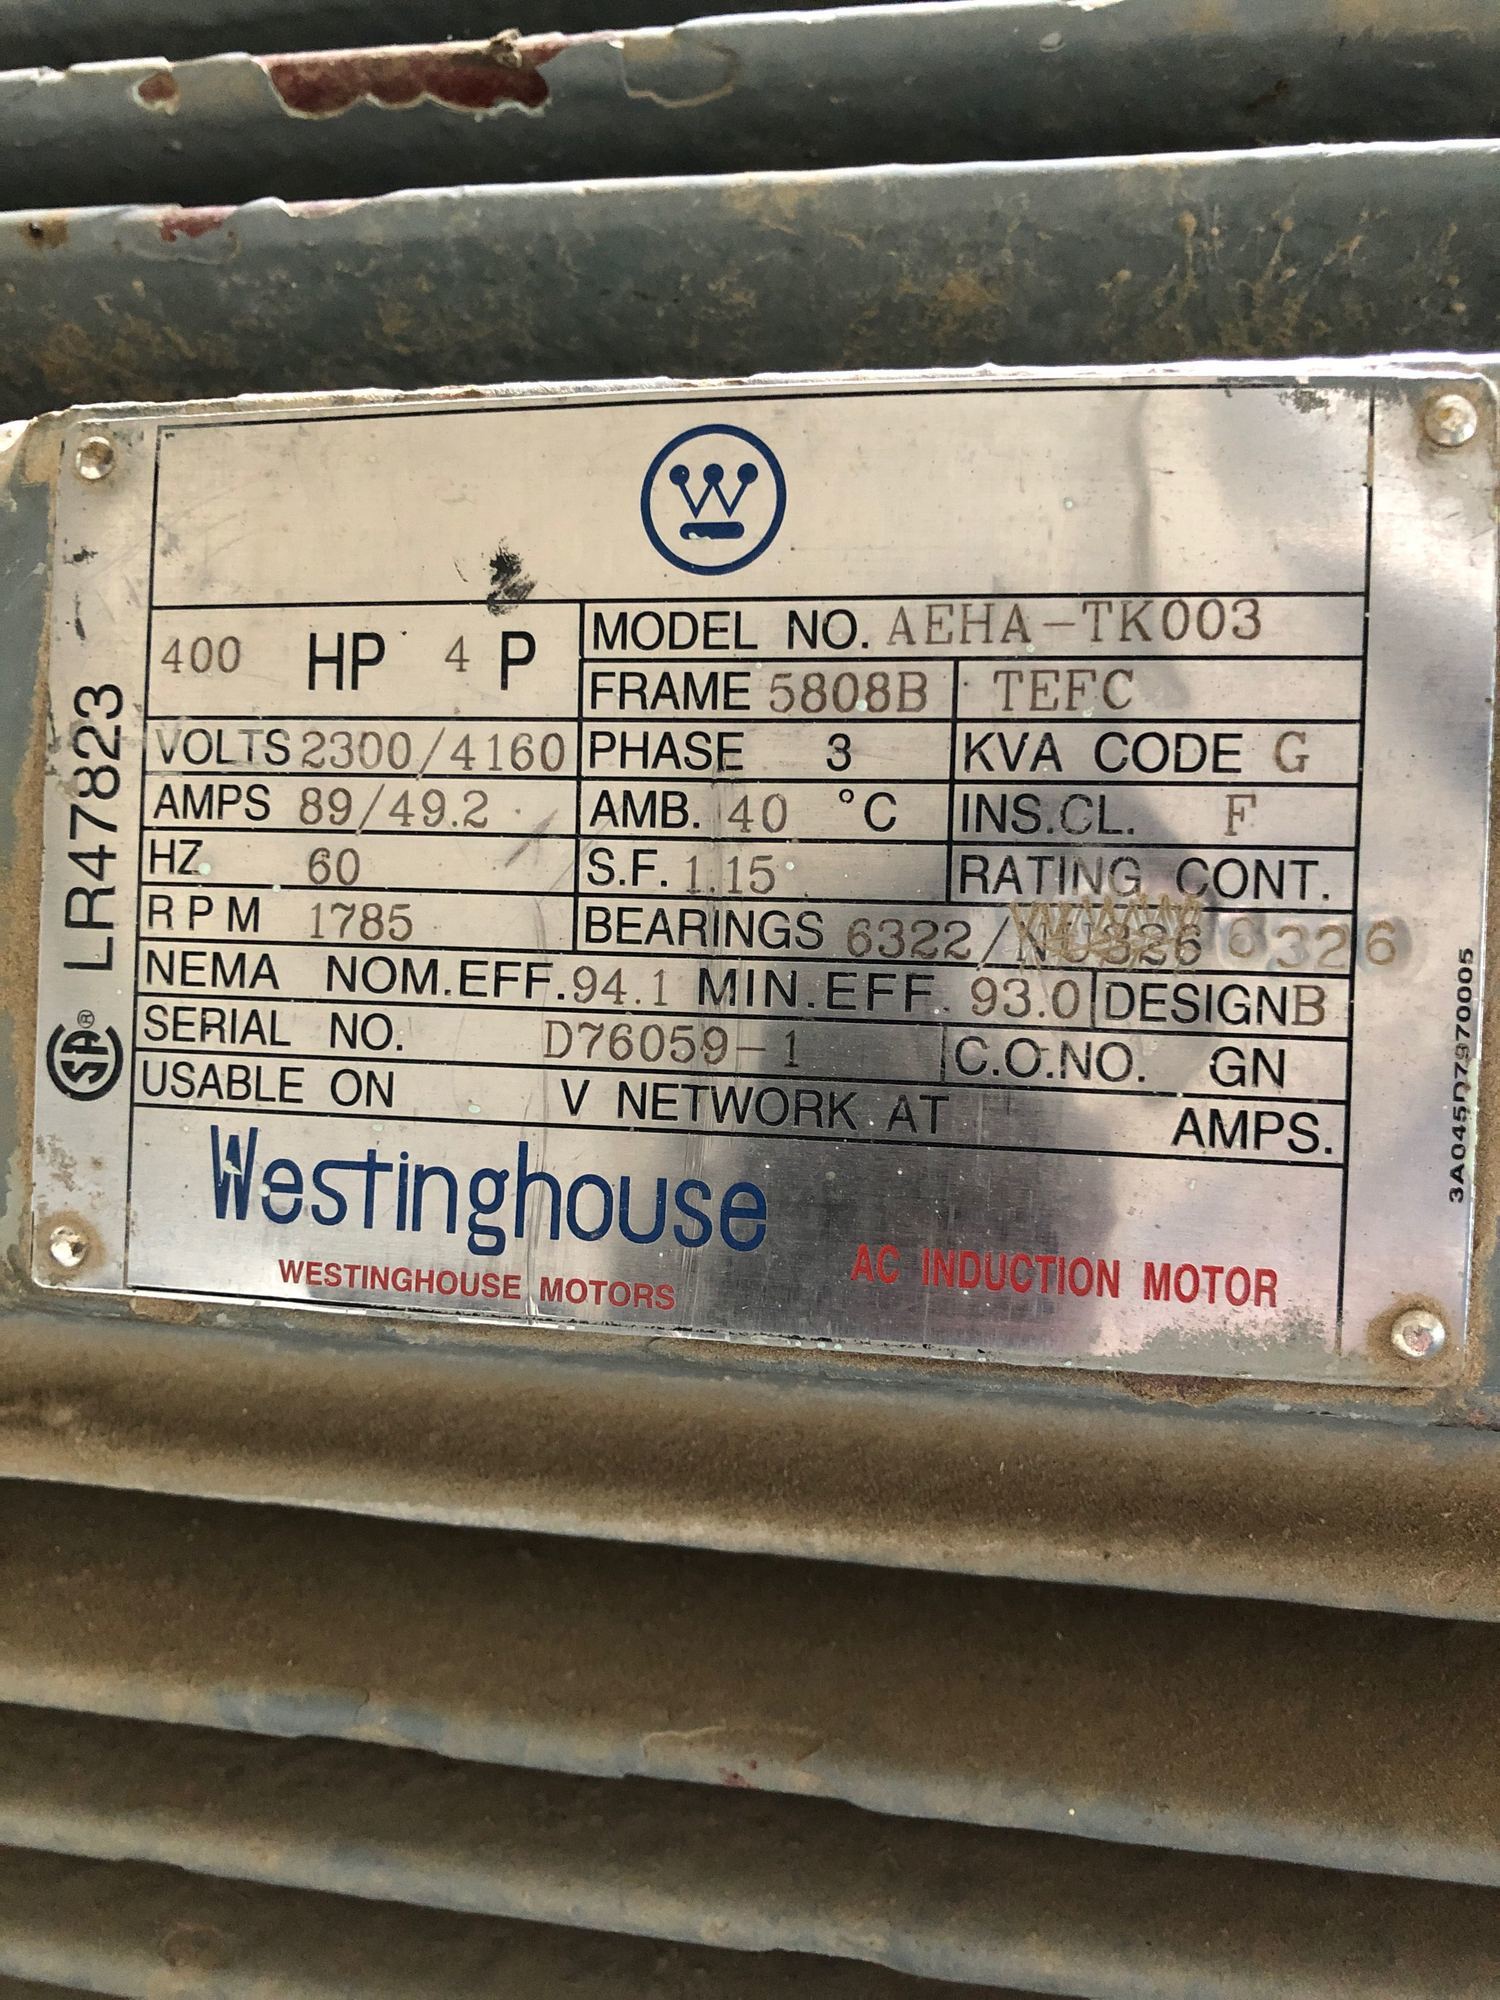 400 HP 4 P
MODEL NO. AEHA-TK003
FRAME 5808B TEFC
VOLTS 2300/4160 PHASE 3 KVA CODE G
AMPS 89/49.2 AMB. 40 °C INS.CL. F
HZ 60 S.F. 1.15 RATING CONT.
RPM 1785 BEARINGS 6322/NU326 6326
NEMA NOM.EFF. 94.1 MIN.EFF. 93.0 DESIGN B
SERIAL NO. D76059-1 C.O.NO. GN
USABLE ON V NETWORK AT AMPS.
Westinghouse
WESTINGHOUSE MOTORS AC INDUCTION MOTOR
SA® LR47823
3A045D7970005